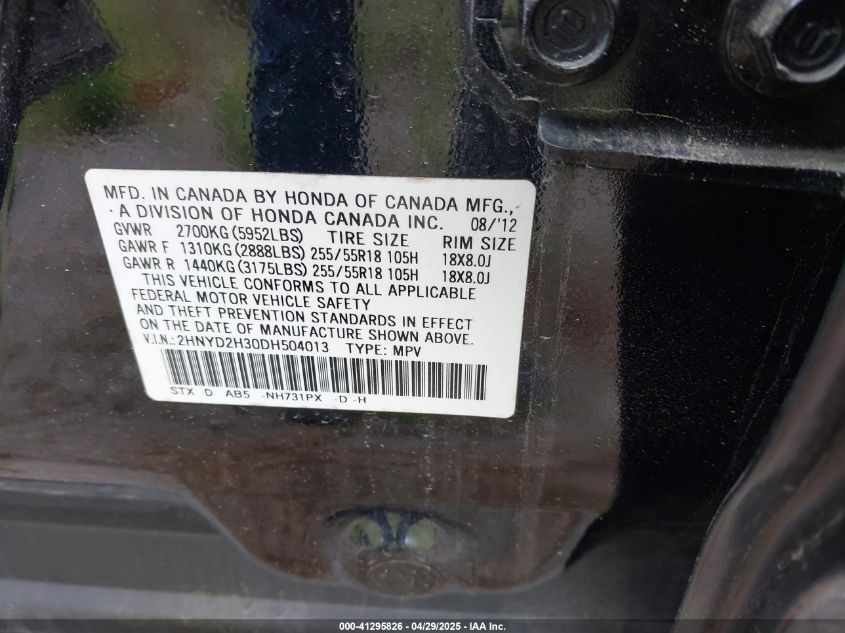 MFD. IN CANADA BY HONDA OF CANADA MFG.,
A DIVISION OF HONDA CANADA INC. 08/'12
GVWR 2700KG(5952LBS) TIRE SIZE RIM SIZE
GAWR F 1310KG(2888LBS) 255/55R18 105H 18X8.0J
GAWR R 1440KG(3175LBS) 255/55R18 105H 18X8.0J
THIS VEHICLE CONFORMS TO ALL APPLICABLE
FEDERAL MOTOR VEHICLE SAFETY
AND THEFT PREVENTION STANDARDS IN EFFECT
ON THE DATE OF MANUFACTURE SHOWN ABOVE.
V.I.N.:2HNYD2H30DH504013 TYPE: MPV
STX D AB5 -NH731PX -D -H
000-41295826 04/29/2025 IAA Inc.